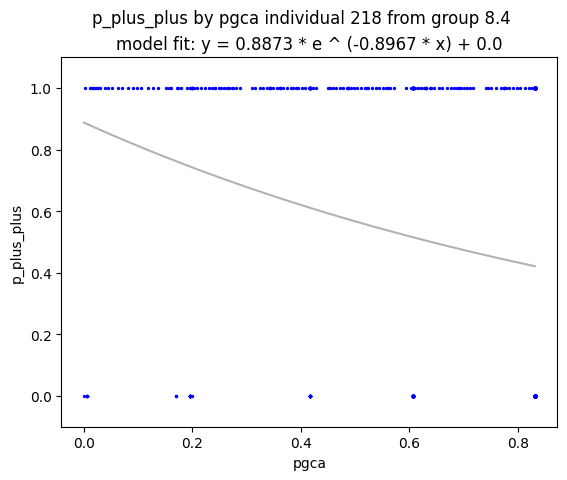 p_plus_plus by pgca individual 218 from group 8.4
model fit: y = 0.8873 * e ^ (-0.8967 * x) + 0.0
1.0
0.8
0.6
0.4
0.2
0.0
p_plus_plus
0.0 0.2 0.4 0.6 0.8
pgca